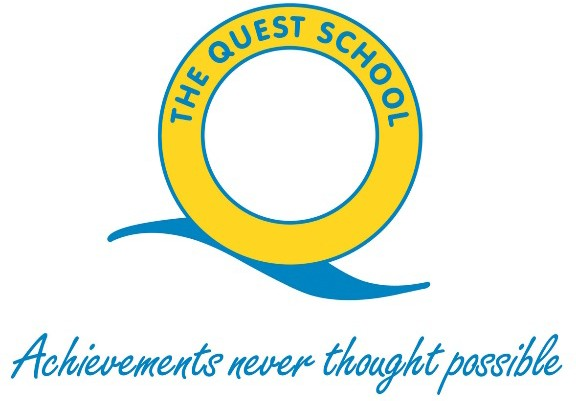 THE QUEST SCHOOL
Achievements never thought possible